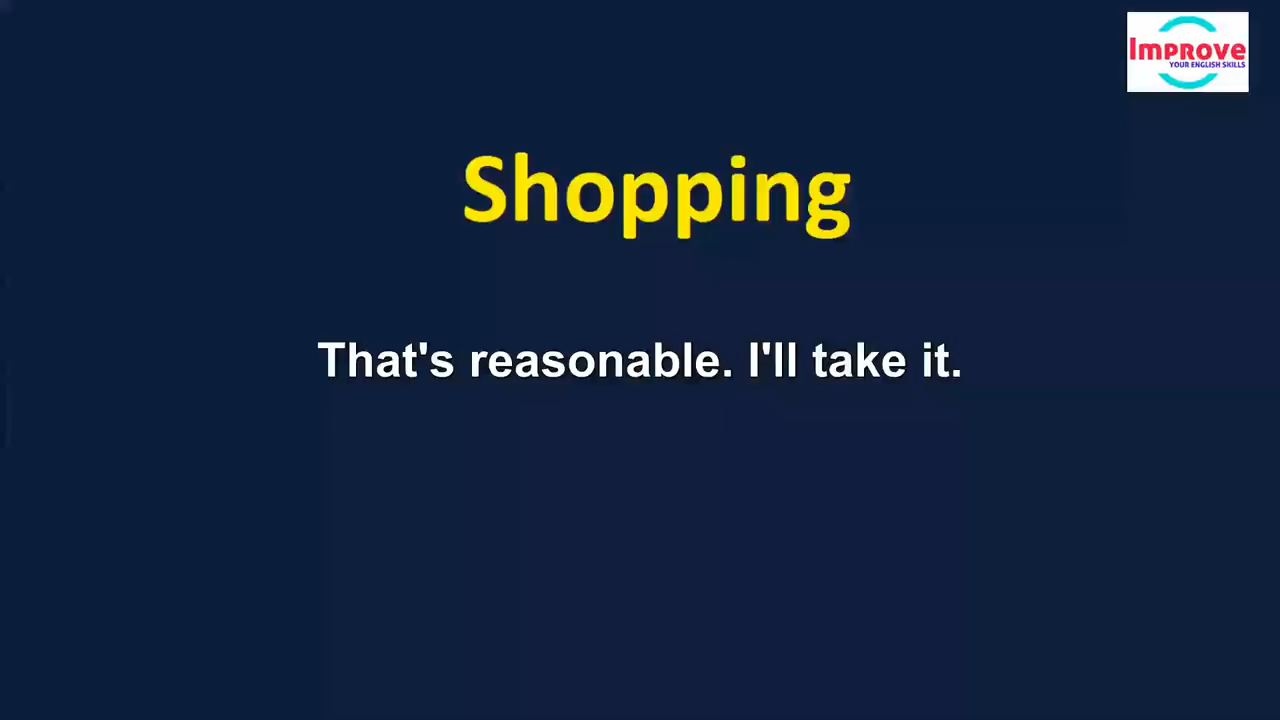 Improve
YOUR ENGLISH SKILLS
Shopping
That's reasonable. I'll take it.